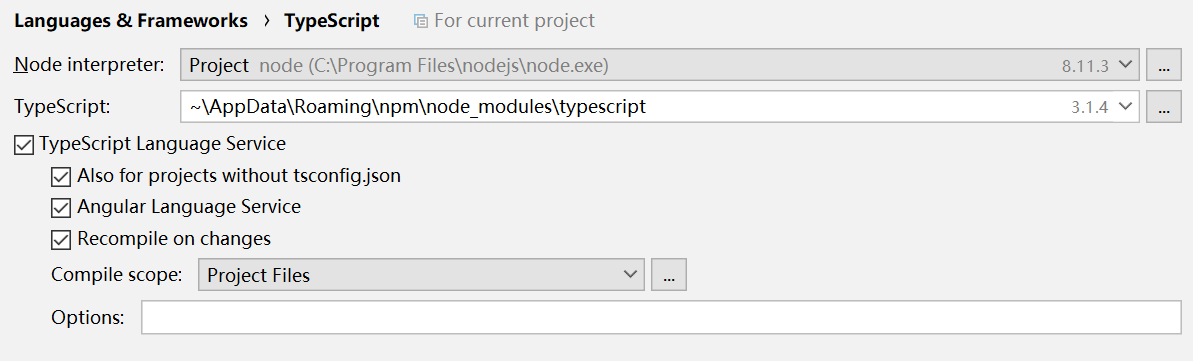 Languages & Frameworks › TypeScript For current project
Node interpreter: Project node (C:\Program Files\nodejs\node.exe) 8.11.3 ...
TypeScript: ~\AppData\Roaming\npm\node_modules\typescript 3.1.4 ...
TypeScript Language Service
Also for projects without tsconfig.json
Angular Language Service
Recompile on changes
Compile scope: Project Files ...
Options: